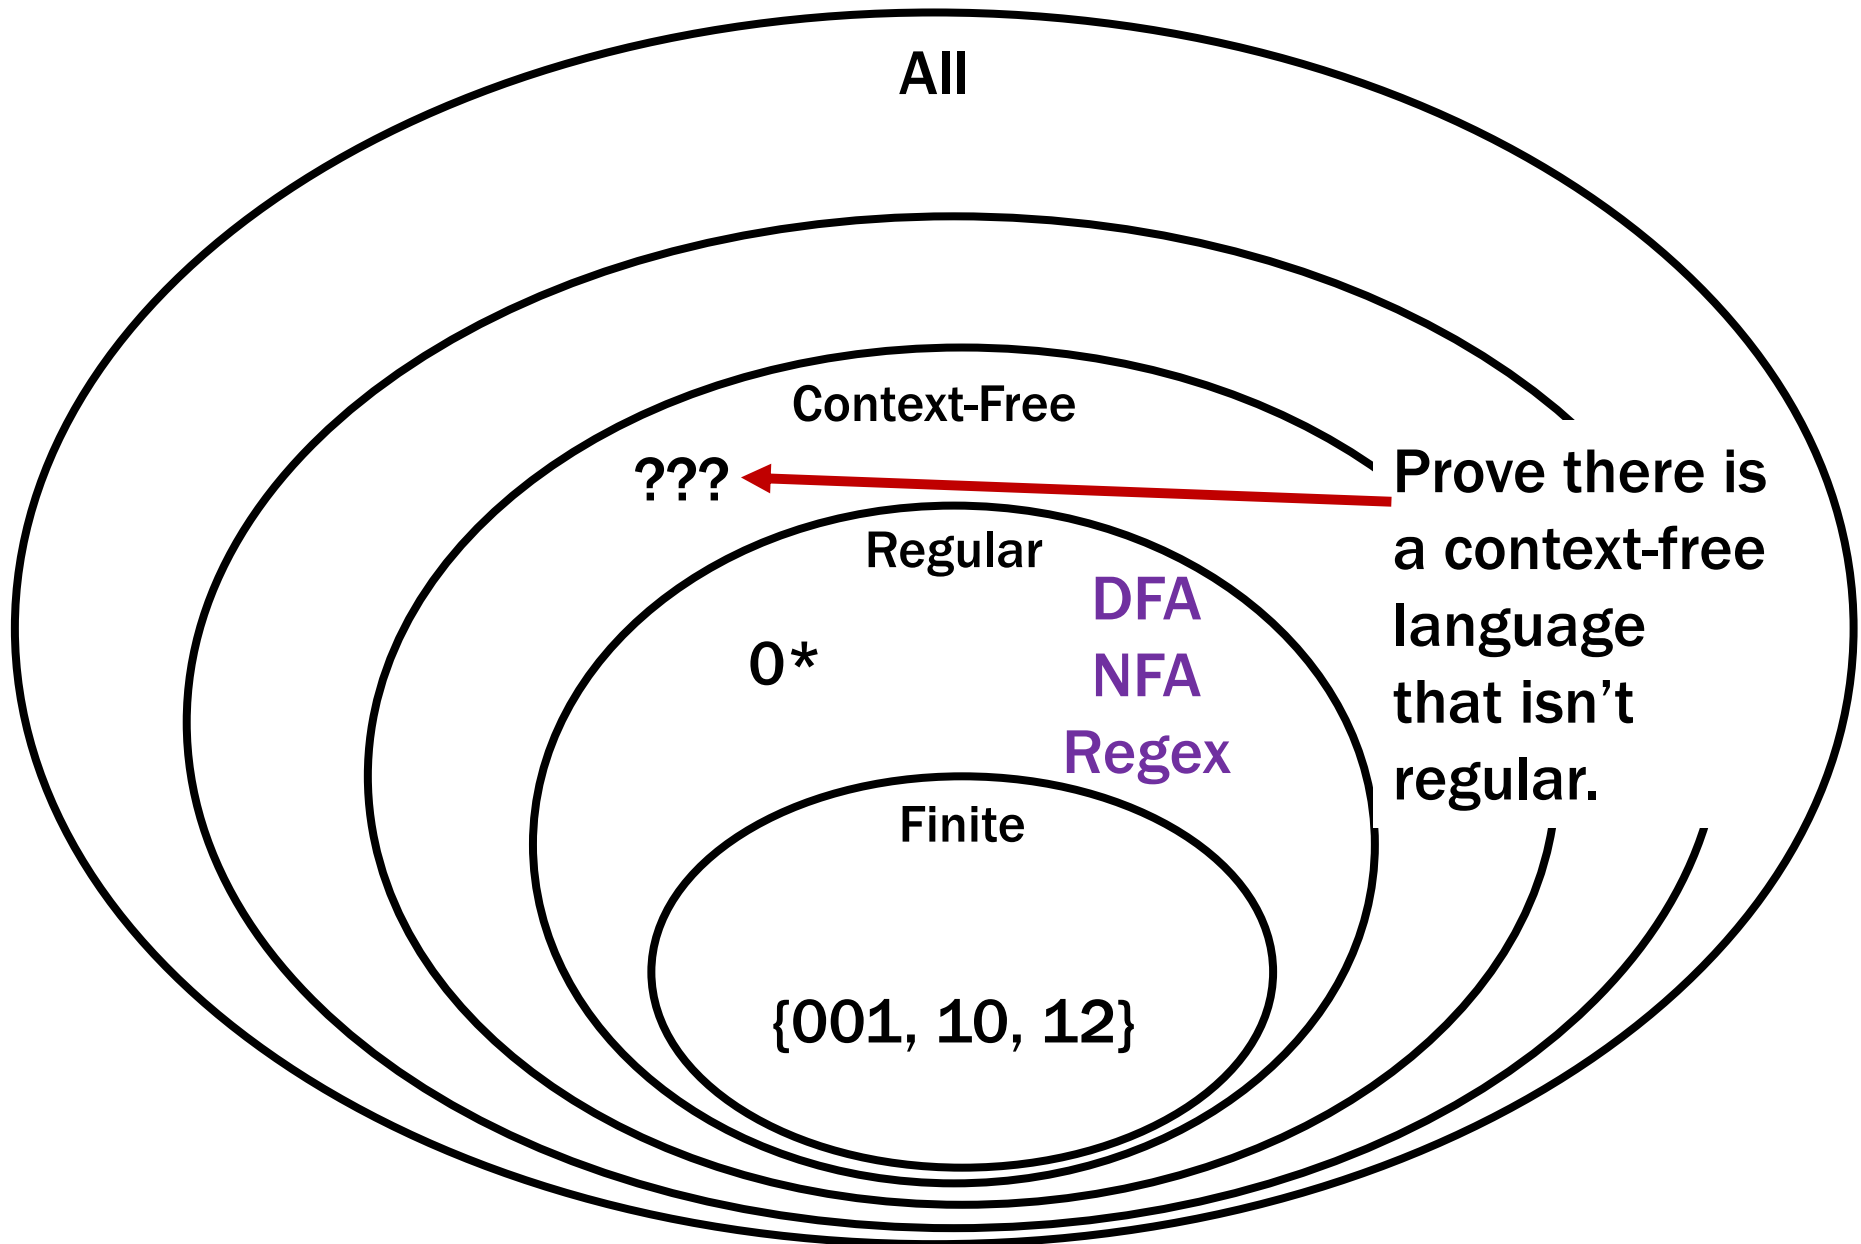 All
Context-Free
???
Prove there is
a context-free
language
that isn’t
regular.
Regular
DFA
NFA
Regex
0*
Finite
{001, 10, 12}